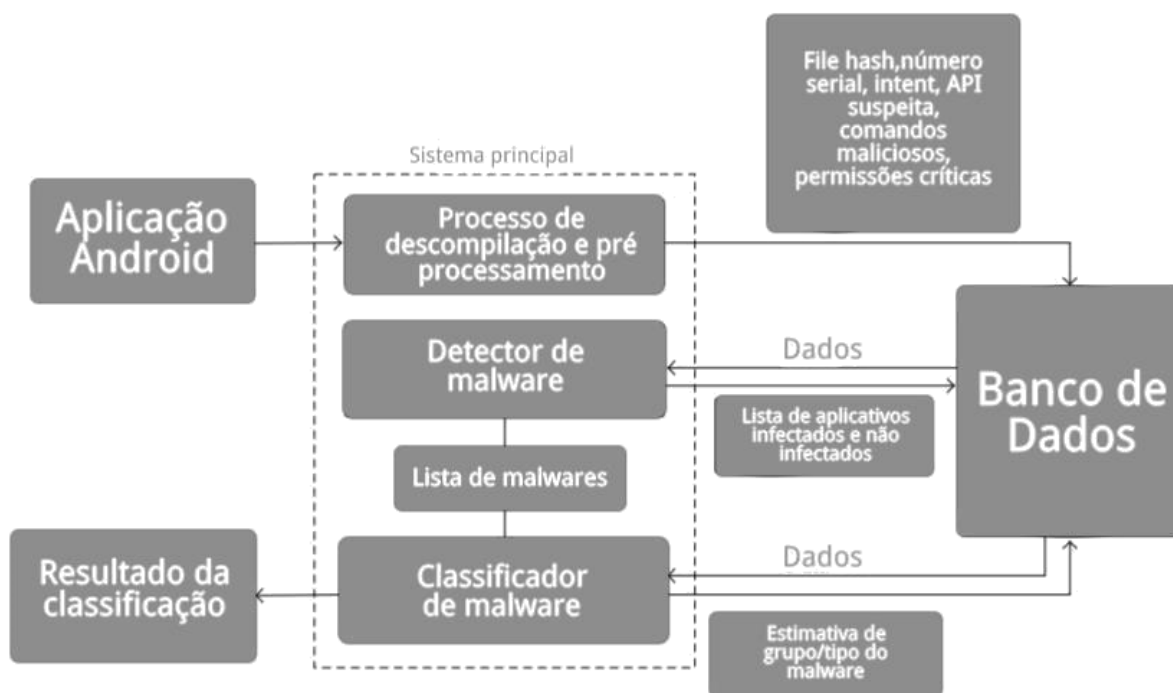 File hash,número
serial, intent, API
suspeita,
comandos
maliciosos,
permissões críticas
Sistema principal
Aplicação
Android
Processo de
descompilação e pré
processamento
Detector de
malware
Dados
Lista de aplicativos
infectados e não
infectados
Banco de
Dados
Lista de malwares
Resultado da
classificação
Classificador
de malware
Dados
Estimativa de
grupo/tipo do
malware